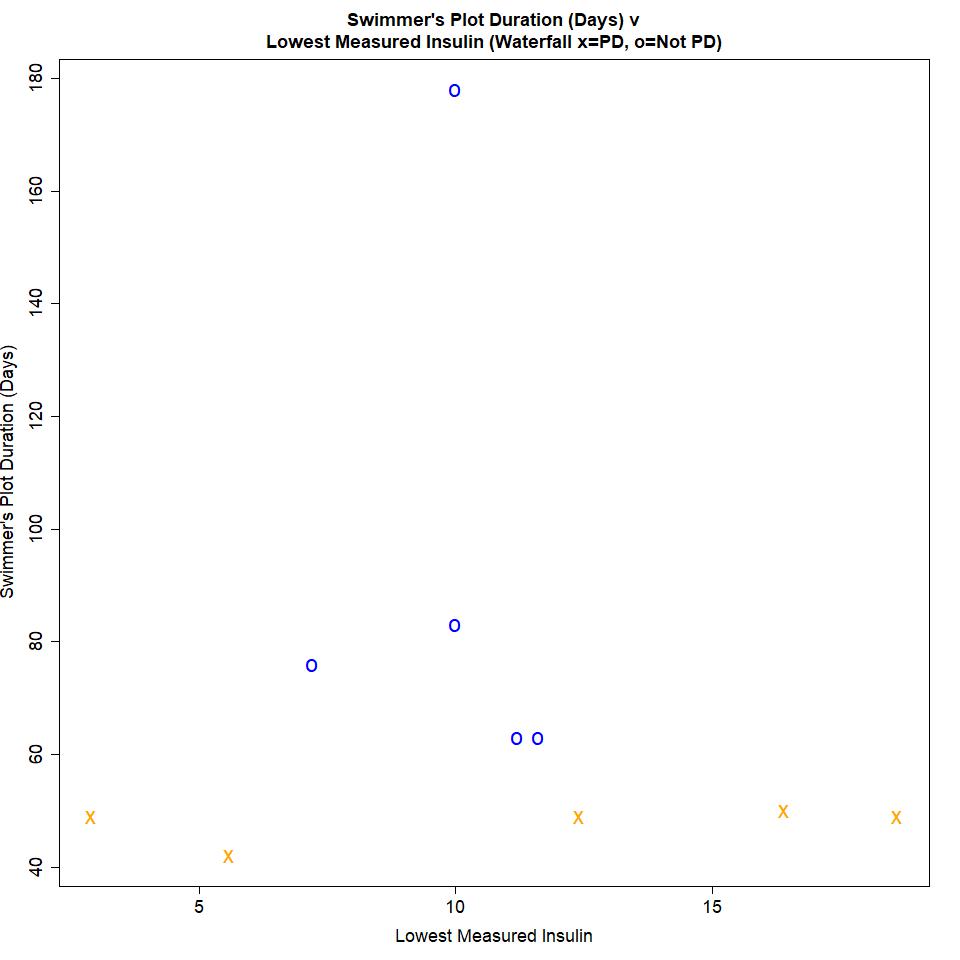 Swimmer's Plot Duration (Days) v
Lowest Measured Insulin (Waterfall x=PD, o=Not PD)
Swimmer's Plot Duration (Days)
180
160
140
120
100
80
60
40
o
o
o
o o
x
x
x
x
x
5 10 15
Lowest Measured Insulin